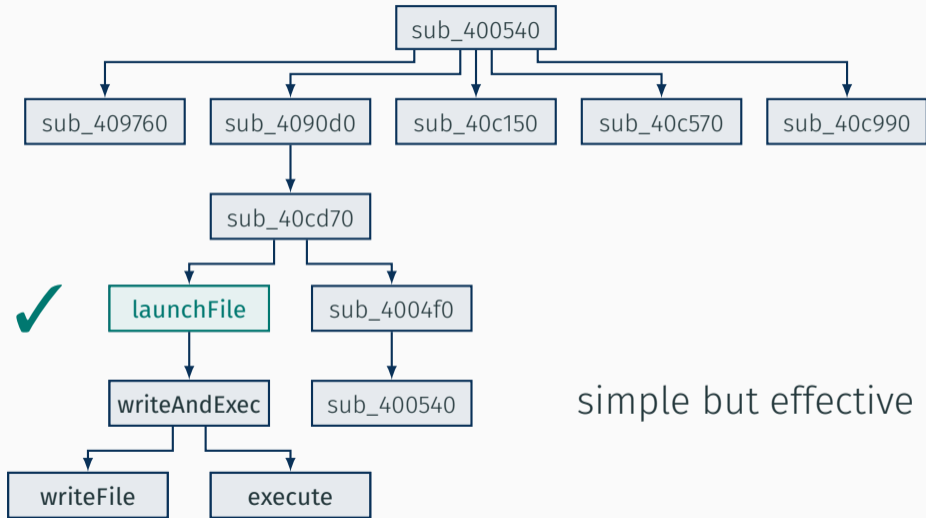 sub_400540
sub_409760
sub_4090d0
sub_40c150
sub_40c570
sub_40c990
sub_40cd70
launchFile
sub_4004f0
writeAndExec
sub_400540
simple but effective
writeFile
execute